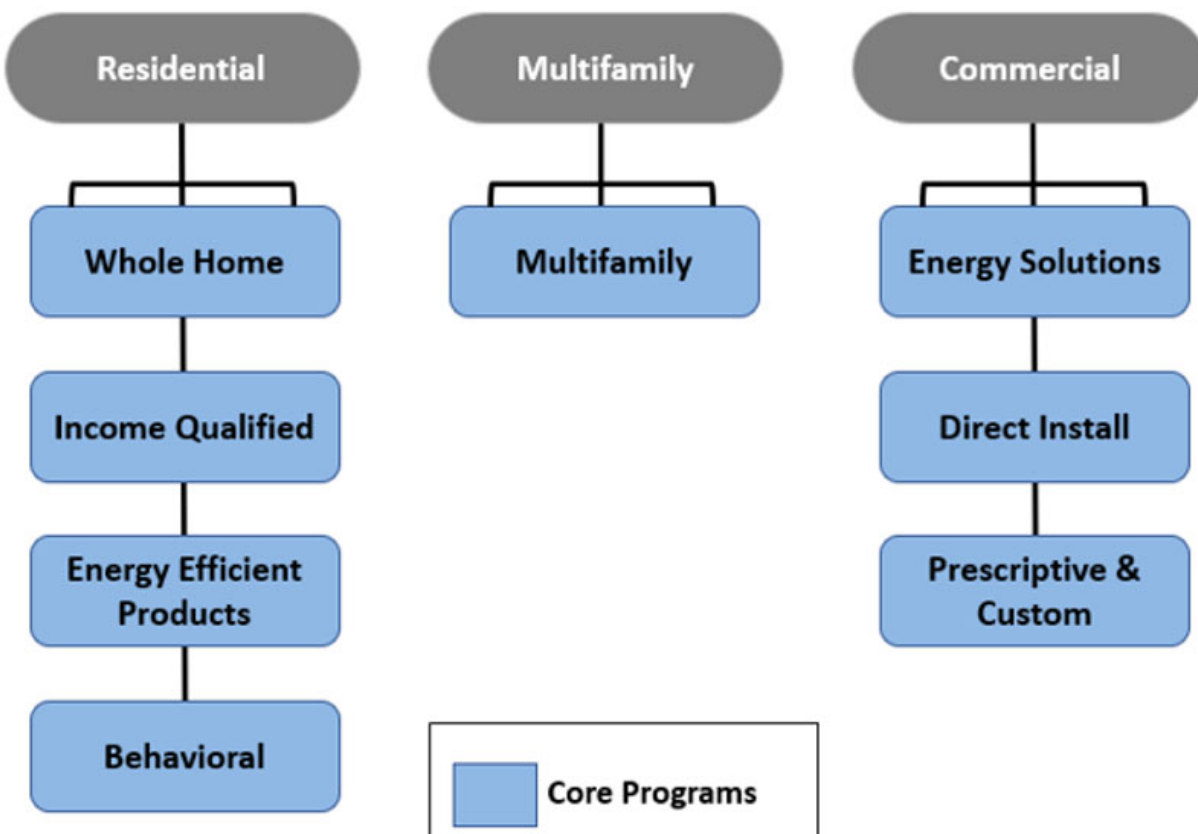 Residential
Multifamily
Commercial
Whole Home
Multifamily
Energy Solutions
Income Qualified
Direct Install
Energy Efficient
Products
Prescriptive &
Custom
Behavioral
Core Programs